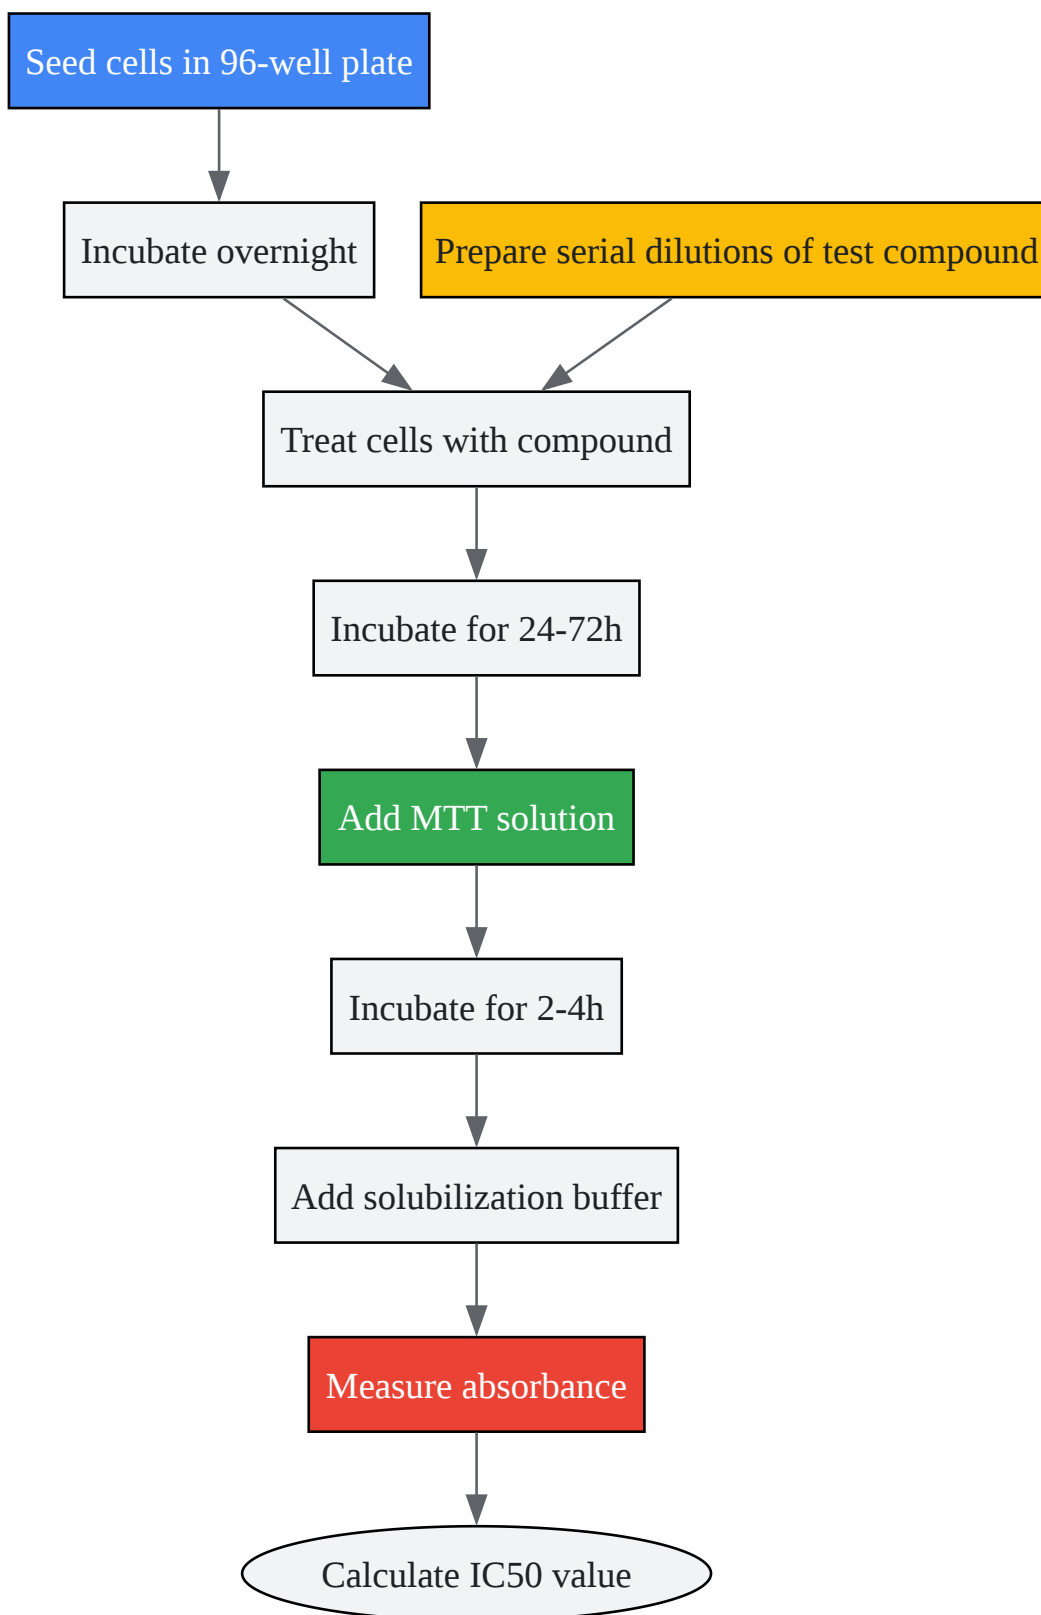 Seed cells in 96-well plate
Incubate overnight
Prepare serial dilutions of test compound
Treat cells with compound
Incubate for 24-72h
Add MTT solution
Incubate for 2-4h
Add solubilization buffer
Measure absorbance
Calculate IC50 value